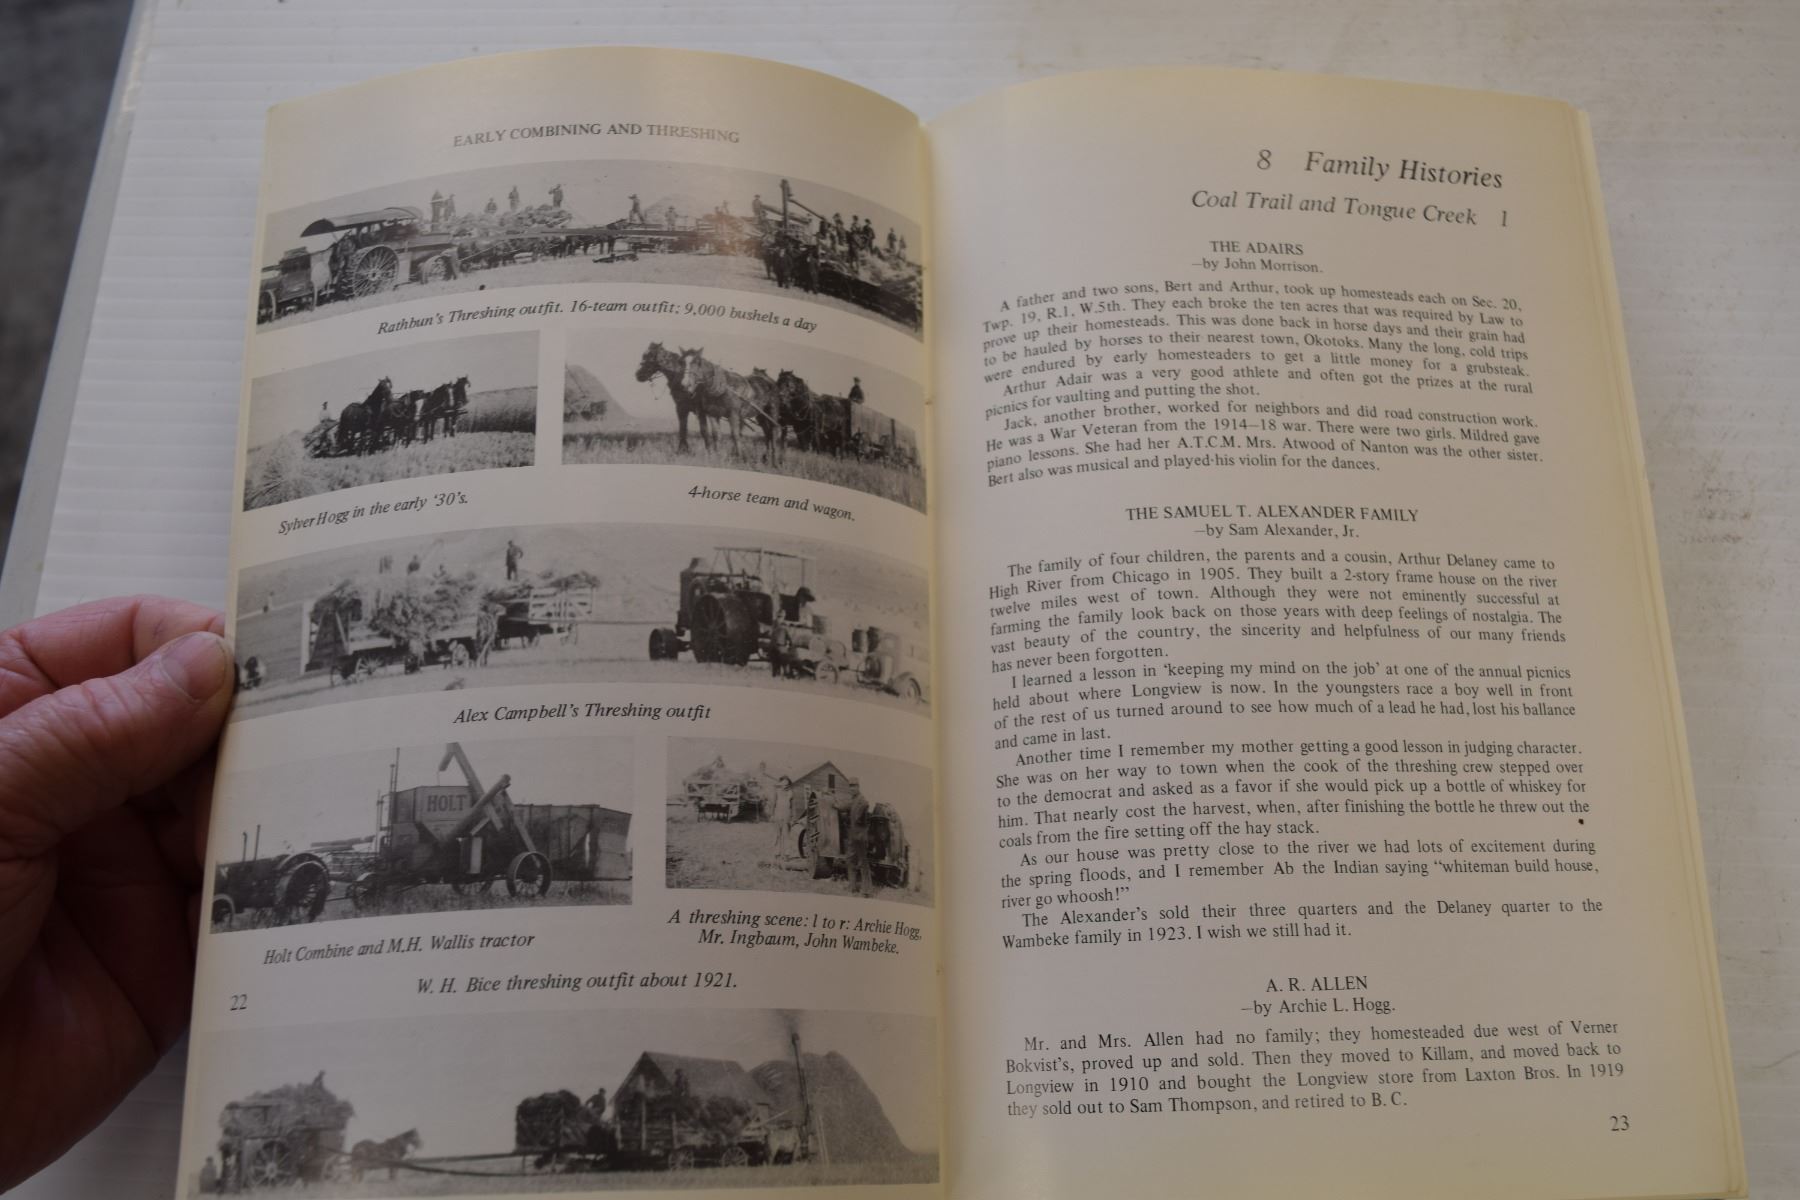 EARLY COMBINING AND THRESHING
Rathbun's Threshing outfit. 16-team outfit; 9,000 bushels a day
Sylver Hogg in the early '30's.
4-horse team and wagon.
Alex Campbell's Threshing outfit
HOLT
Holt Combine and M.H. Wallis tractor
A threshing scene: l to r: Archie Hogg,
Mr. Ingbaum, John Wambeke.
W. H. Bice threshing outfit about 1921.
22
8 Family Histories
Coal Trail and Tongue Creek 1
THE ADAIRS
—by John Morrison.
A father and two sons, Bert and Arthur, took up homesteads each on Sec. 20,
Twp. 19, R.1, W.5th. They each broke the ten acres that was required by Law to
prove up their homesteads. This was done back in horse days and their grain had
to be hauled by horses to their nearest town, Okotoks. Many the long, cold trips
were endured by early homesteaders to get a little money for a grubsteak.
Arthur Adair was a very good athlete and often got the prizes at the rural
picnics for vaulting and putting the shot.
Jack, another brother, worked for neighbors and did road construction work.
He was a War Veteran from the 1914–18 war. There were two girls. Mildred gave
piano lessons. She had her A.T.C.M. Mrs. Atwood of Nanton was the other sister.
Bert also was musical and played his violin for the dances.
THE SAMUEL T. ALEXANDER FAMILY
—by Sam Alexander, Jr.
The family of four children, the parents and a cousin, Arthur Delaney came to
High River from Chicago in 1905. They built a 2-story frame house on the river
twelve miles west of town. Although they were not eminently successful at
farming the family look back on those years with deep feelings of nostalgia. The
vast beauty of the country, the sincerity and helpfulness of our many friends
has never been forgotten.
I learned a lesson in 'keeping my mind on the job' at one of the annual picnics
held about where Longview is now. In the youngsters race a boy well in front
of the rest of us turned around to see how much of a lead he had, lost his ballance
and came in last.
Another time I remember my mother getting a good lesson in judging character.
She was on her way to town when the cook of the threshing crew stepped over
to the democrat and asked as a favor if she would pick up a bottle of whiskey for
him. That nearly cost the harvest, when, after finishing the bottle he threw out the
coals from the fire setting off the hay stack.
As our house was pretty close to the river we had lots of excitement during
the spring floods, and I remember Ab the Indian saying "whiteman build house,
river go whoosh!"
The Alexander's sold their three quarters and the Delaney quarter to the
Wambeke family in 1923. I wish we still had it.
A. R. ALLEN
—by Archie L. Hogg.
Mr. and Mrs. Allen had no family; they homesteaded due west of Verner
Bokvist's, proved up and sold. Then they moved to Killam, and moved back to
Longview in 1910 and bought the Longview store from Laxton Bros. In 1919
they sold out to Sam Thompson, and retired to B. C.
23